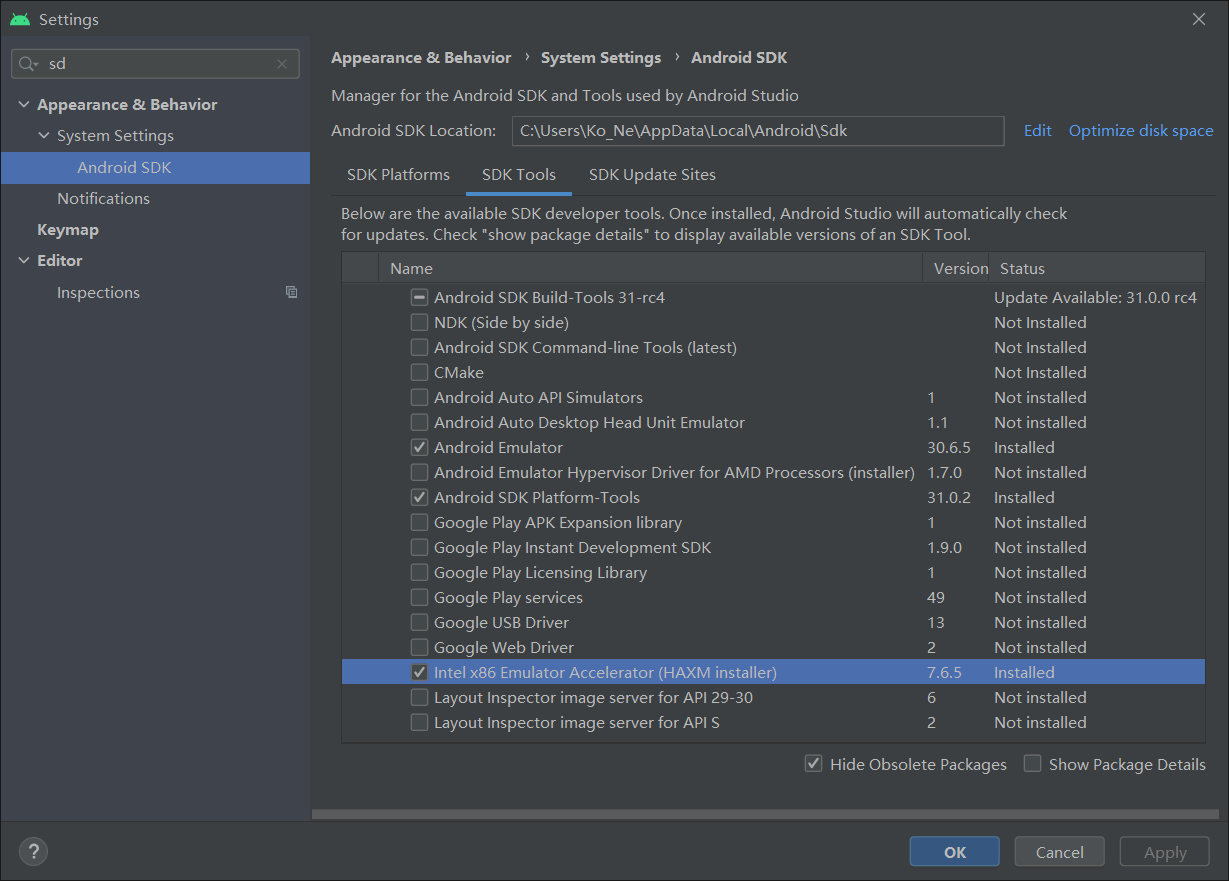 Settings
sd
Appearance & Behavior
System Settings
Android SDK
Notifications
Keymap
Editor
Inspections
Appearance & Behavior › System Settings › Android SDK
Manager for the Android SDK and Tools used by Android Studio
Android SDK Location: C:\Users\Ko_Ne\AppData\Local\Android\Sdk Edit Optimize disk space
SDK Platforms SDK Tools SDK Update Sites
Below are the available SDK developer tools. Once installed, Android Studio will automatically check
for updates. Check "show package details" to display available versions of an SDK Tool.
Name Version Status
Android SDK Build-Tools 31-rc4 Update Available: 31.0.0 rc4
NDK (Side by side) Not Installed
Android SDK Command-line Tools (latest) Not Installed
CMake Not Installed
Android Auto API Simulators 1 Not installed
Android Auto Desktop Head Unit Emulator 1.1 Not installed
Android Emulator 30.6.5 Installed
Android Emulator Hypervisor Driver for AMD Processors (installer) 1.7.0 Not installed
Android SDK Platform-Tools 31.0.2 Installed
Google Play APK Expansion library 1 Not installed
Google Play Instant Development SDK 1.9.0 Not installed
Google Play Licensing Library 1 Not installed
Google Play services 49 Not installed
Google USB Driver 13 Not installed
Google Web Driver 2 Not installed
Intel x86 Emulator Accelerator (HAXM installer) 7.6.5 Installed
Layout Inspector image server for API 29-30 6 Not installed
Layout Inspector image server for API S 2 Not installed
Hide Obsolete Packages Show Package Details
? OK Cancel Apply